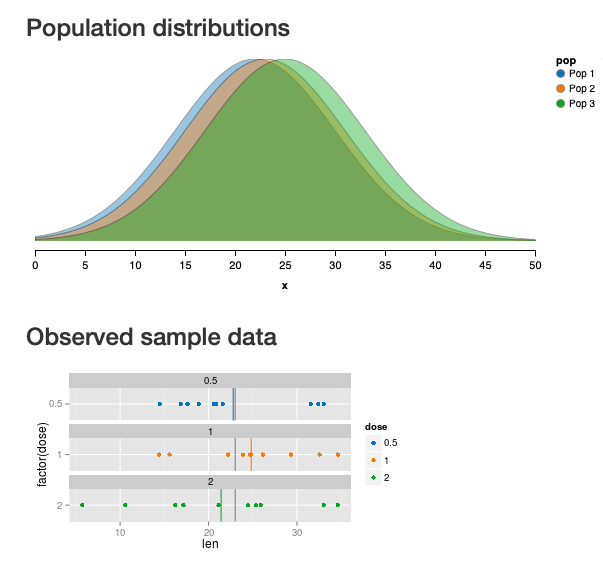 Population distributions
pop
Pop 1
Pop 2
Pop 3
0 5 10 15 20 25 30 35 40 45 50
x
Observed sample data
0.5
0.5
1
1
2
2
10 20 30
len
factor(dose)
dose
0.5
1
2